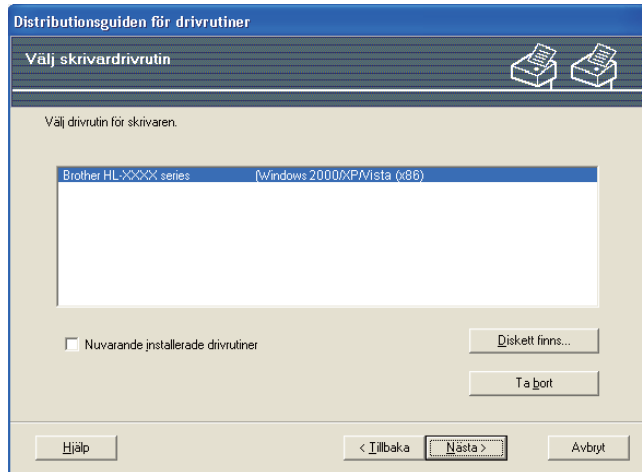 Distributionsguiden för drivrutiner
Välj skrivardrivrutin
Välj drivrutin för skrivaren.
Brother HL-XXXX series (Windows 2000/XP/Vista (x86)
Nuvarande installerade drivrutiner
Diskett finns...
Ta bort
Hjälp
< Tillbaka
Nästa >
Avbryt